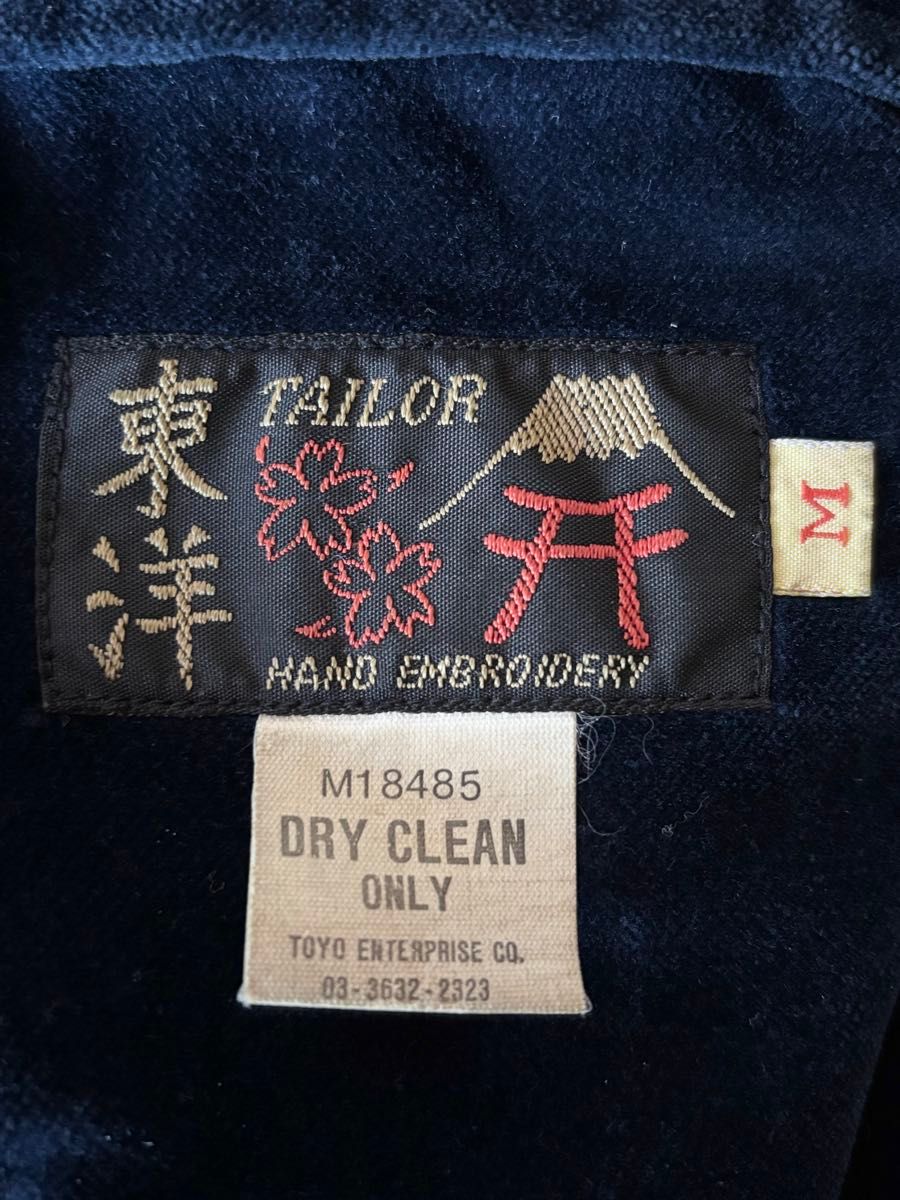 東洋
TAILOR
HAND EMBROIDERY
M
M18485
DRY CLEAN
ONLY
TOYO ENTERPRISE CO.
03-3632-2323